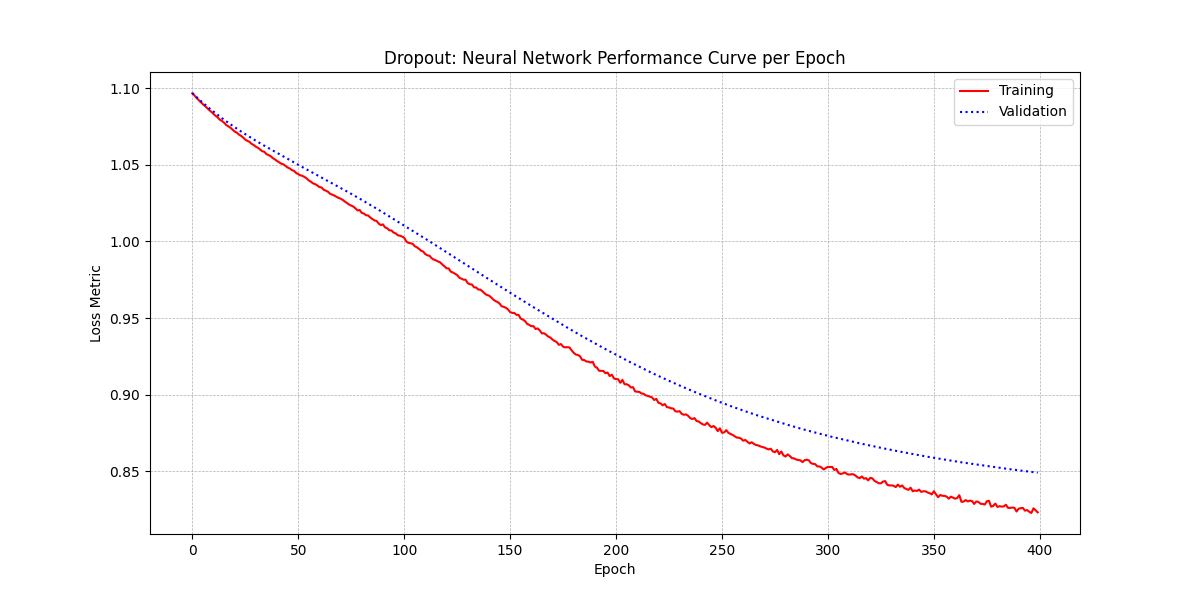 Dropout: Neural Network Performance Curve per Epoch
Training
Validation
Loss Metric
1.10
1.05
1.00
0.95
0.90
0.85
0 50 100 150 200 250 300 350 400
Epoch